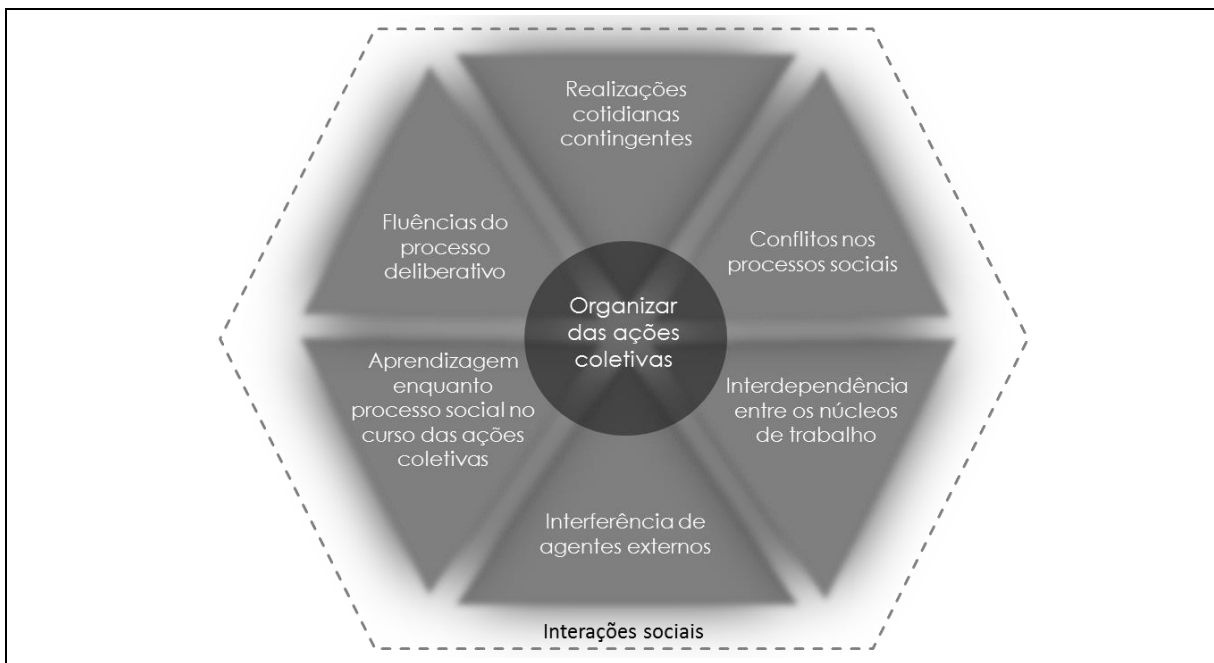 Realizações
cotidianas
contingentes
Fluências do
processo
deliberativo
Conflitos nos
processos sociais
Organizar
das ações
coletivas
Aprendizagem
enquanto
processo social no
curso das ações
coletivas
Interdependência
entre os núcleos
de trabalho
Interferência de
agentes externos
Interações sociais